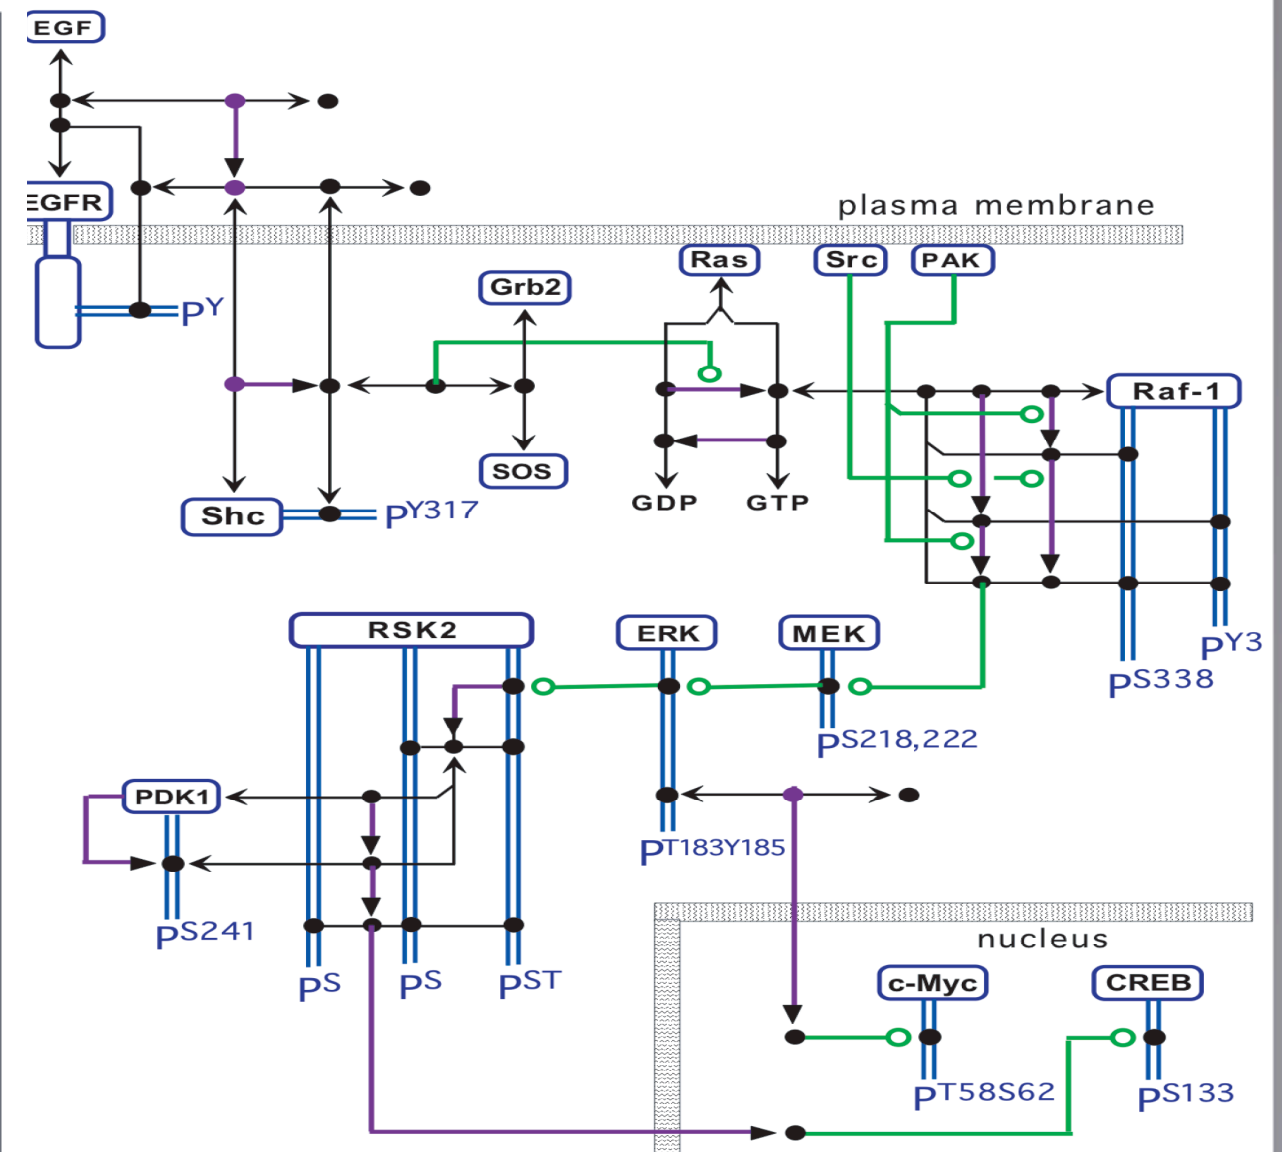 EGF
EGFR
plasma membrane
Ras
Src
PAK
Grb2
PY
Raf-1
SOS
GDP
GTP
Shc
PY317
RSK2
ERK
MEK
PY3
PS338
PS218,222
PDK1
PT183Y185
PS241
nucleus
PS
PS
PST
c-Myc
CREB
PT58S62
PS133